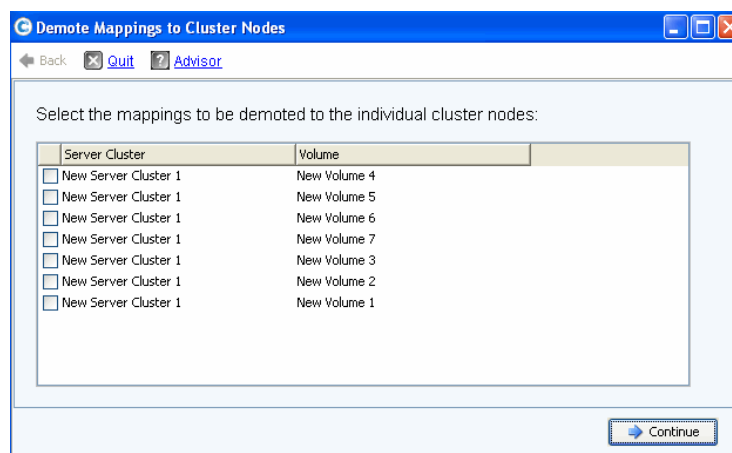 Demote Mappings to Cluster Nodes
Back Quit ? Advisor
Select the mappings to be demoted to the individual cluster nodes:
Server Cluster Volume
New Server Cluster 1 New Volume 4
New Server Cluster 1 New Volume 5
New Server Cluster 1 New Volume 6
New Server Cluster 1 New Volume 7
New Server Cluster 1 New Volume 3
New Server Cluster 1 New Volume 2
New Server Cluster 1 New Volume 1
Continue